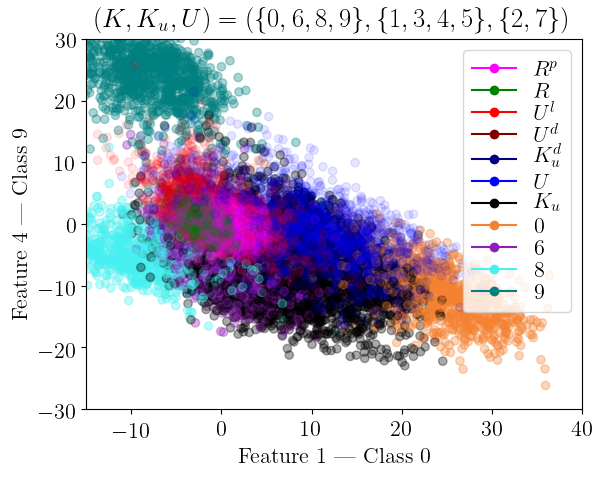 (K, K_u, U) = ({0, 6, 8, 9}, {1, 3, 4, 5}, {2, 7})
30
20
10
0
−10
−20
−30
Feature 4 — Class 9
R^p
R
U^l
U^d
K_u^d
U
K_u
0
6
8
9
−10 0 10 20 30 40
Feature 1 — Class 0